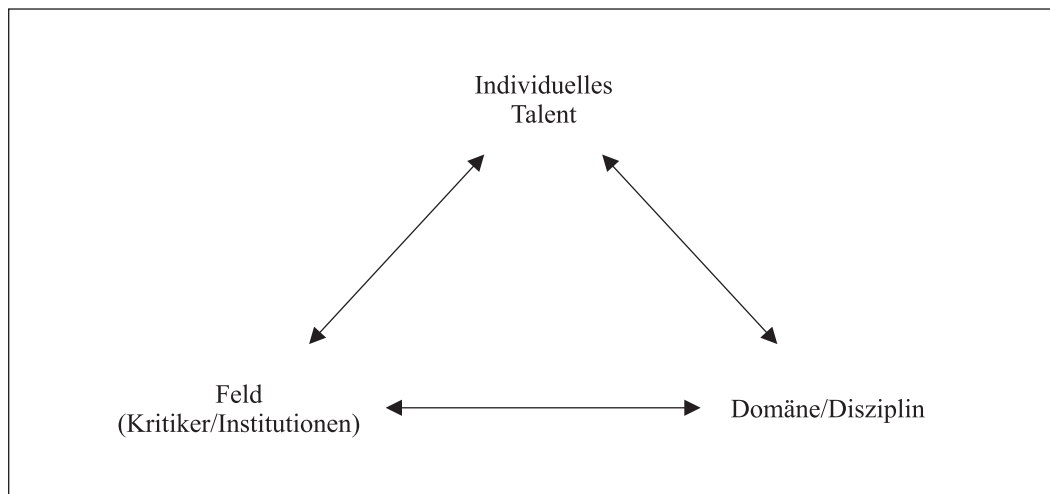 Individuelles
Talent
Feld
(Kritiker/Institutionen)
Domäne/Disziplin